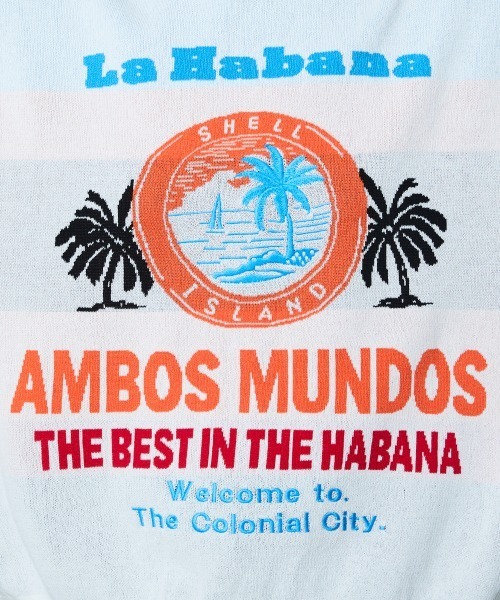 La Habana
SHELL
ISLAND
AMBOS MUNDOS
THE BEST IN THE HABANA
Welcome to.
The Colonial City.